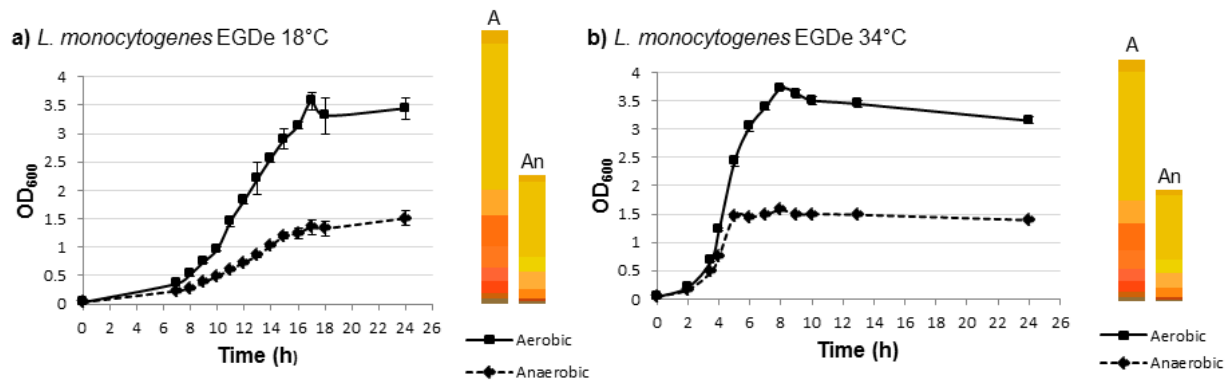 a) L. monocytogenes EGDe 18°C
A
An
OD600
4
3.5
3
2.5
2
1.5
1
0.5
0
0 2 4 6 8 10 12 14 16 18 20 22 24 26
Time (h)
Aerobic
Anaerobic
b) L. monocytogenes EGDe 34°C
A
An
OD600
4
3.5
3
2.5
2
1.5
1
0.5
0
0 2 4 6 8 10 12 14 16 18 20 22 24 26
Time (h)
Aerobic
Anaerobic